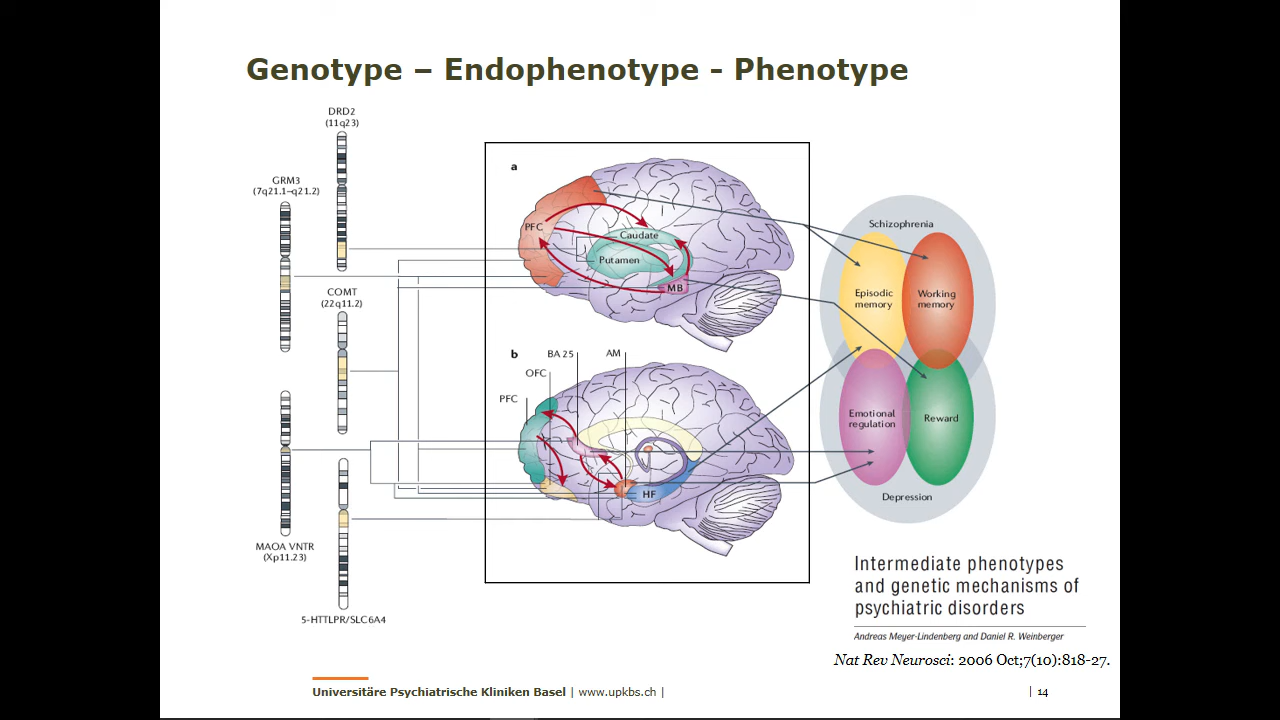 Genotype – Endophenotype - Phenotype
DRD2
(11q23)
GRM3
(7q21.1–q21.2)
COMT
(22q11.2)
MAOA VNTR
(Xp11.23)
5-HTTLPR/SLC6A4
a
PFC
Caudate
Putamen
MB
b
BA 25
AM
OFC
PFC
HF
Schizophrenia
Episodic
memory
Working
memory
Emotional
regulation
Reward
Depression
Intermediate phenotypes
and genetic mechanisms of
psychiatric disorders
Andreas Meyer-Lindenberg and Daniel R. Weinberger
Nat Rev Neurosci: 2006 Oct;7(10):818-27.
Universitäre Psychiatrische Kliniken Basel | www.upkbs.ch |
| 14